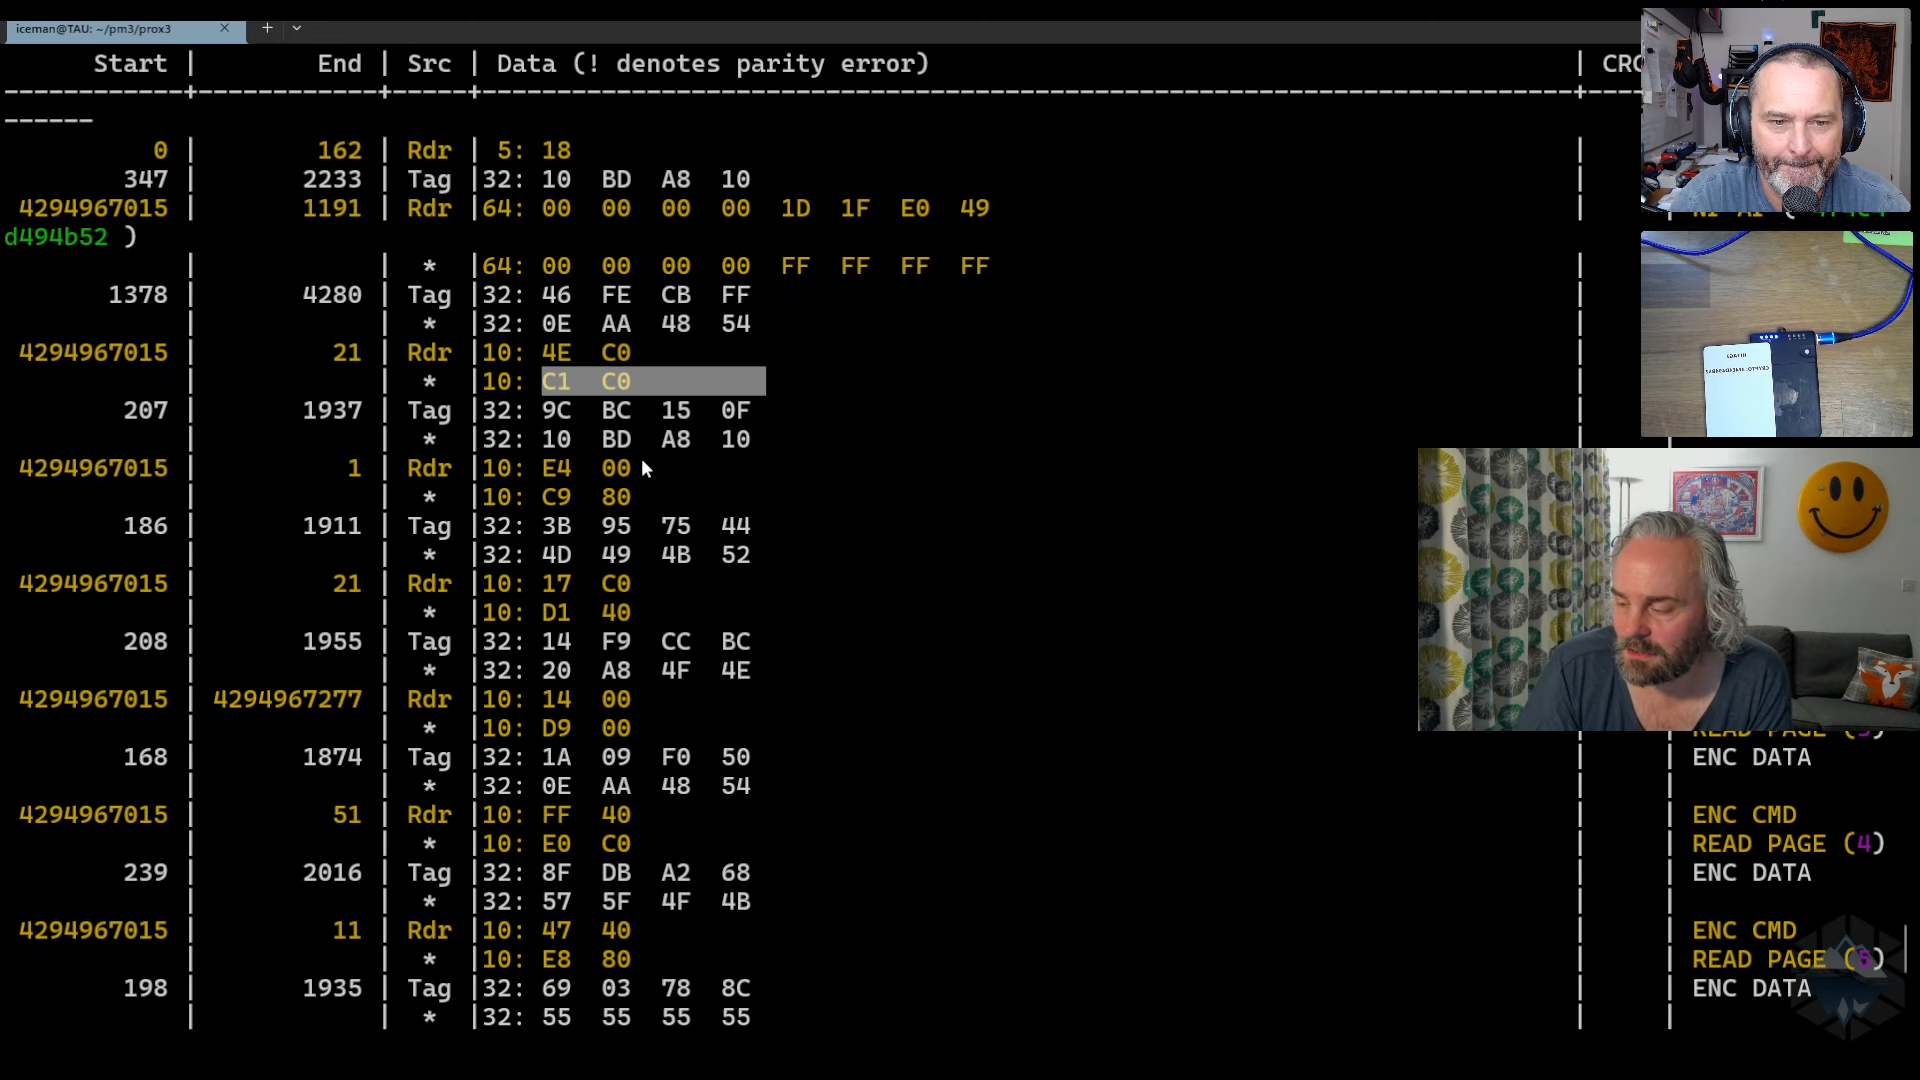 iceman@TAU: ~/pm3/prox3
Start | End | Src | Data (! denotes parity error) | CRC
0 | 162 | Rdr | 5: 18
347 | 2233 | Tag |32: 10 BD A8 10
4294967015 | 1191 | Rdr |64: 00 00 00 00 1D 1F E0 49
d494b52 )
* |64: 00 00 00 00 FF FF FF FF
1378 | 4280 | Tag |32: 46 FE CB FF
* |32: 0E AA 48 54
4294967015 | 21 | Rdr |10: 4E C0
* |10: C1 C0
207 | 1937 | Tag |32: 9C BC 15 0F
* |32: 10 BD A8 10
4294967015 | 1 | Rdr |10: E4 00
* |10: C9 80
186 | 1911 | Tag |32: 3B 95 75 44
* |32: 4D 49 4B 52
4294967015 | 21 | Rdr |10: 17 C0
* |10: D1 40
208 | 1955 | Tag |32: 14 F9 CC BC
* |32: 20 A8 4F 4E
4294967015 | 4294967277 | Rdr |10: 14 00
* |10: D9 00 | READ PAGE (3)
168 | 1874 | Tag |32: 1A 09 F0 50 | ENC DATA
* |32: 0E AA 48 54
4294967015 | 51 | Rdr |10: FF 40 | ENC CMD
* |10: E0 C0 | READ PAGE (4)
239 | 2016 | Tag |32: 8F DB A2 68 | ENC DATA
* |32: 57 5F 4F 4B
4294967015 | 11 | Rdr |10: 47 40 | ENC CMD
* |10: E8 80 | READ PAGE (5)
198 | 1935 | Tag |32: 69 03 78 8C | ENC DATA
* |32: 55 55 55 55